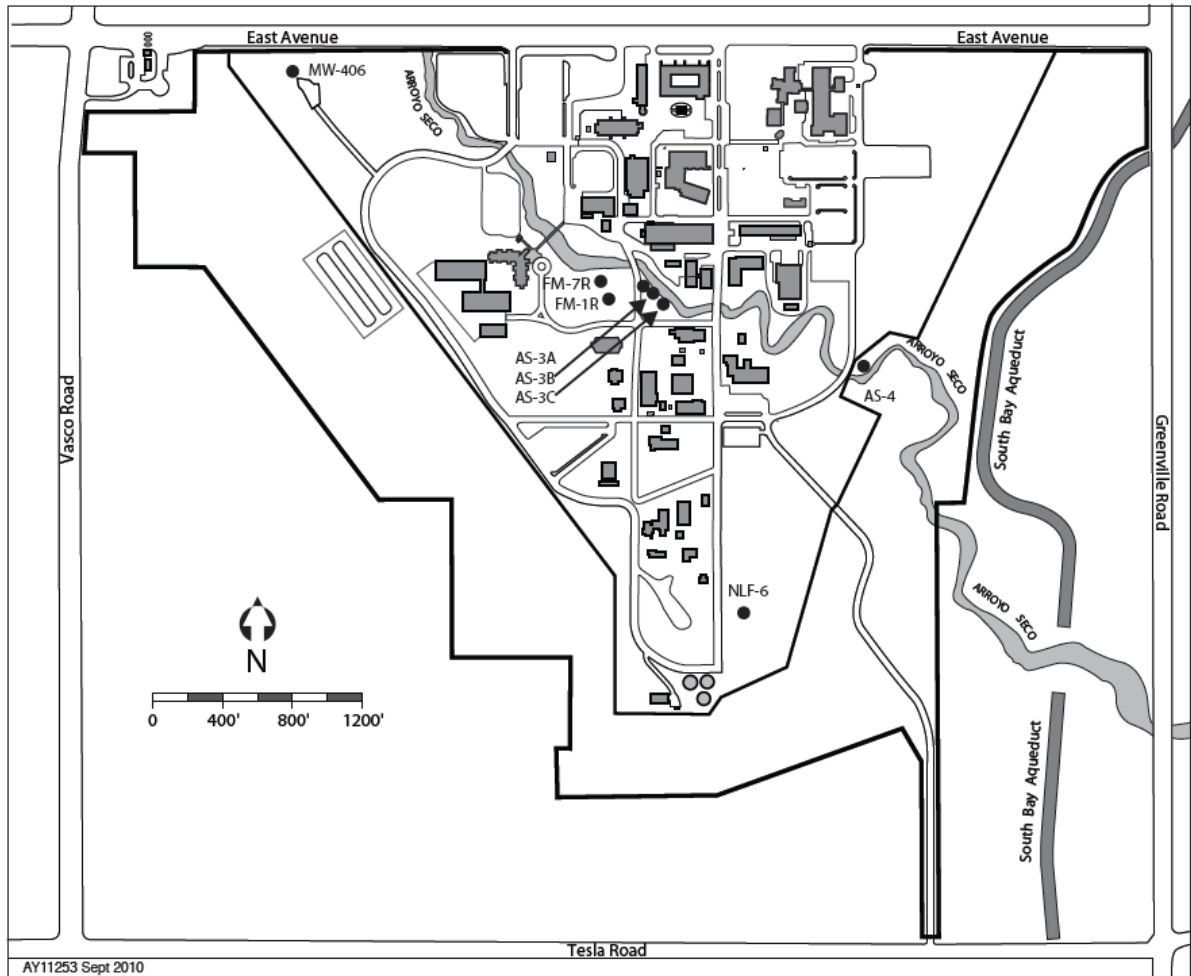 East Avenue
East Avenue
MW-406
ARROYO SECO
FM-7R
FM-1R
AS-3A
AS-3B
AS-3C
ARROYO SECO
AS-4
South Bay Aqueduct
Vasco Road
Greenville Road
NLF-6
ARROYO SECO
N
0 400' 800' 1200'
South Bay Aqueduct
Tesla Road
AY11253 Sept 2010